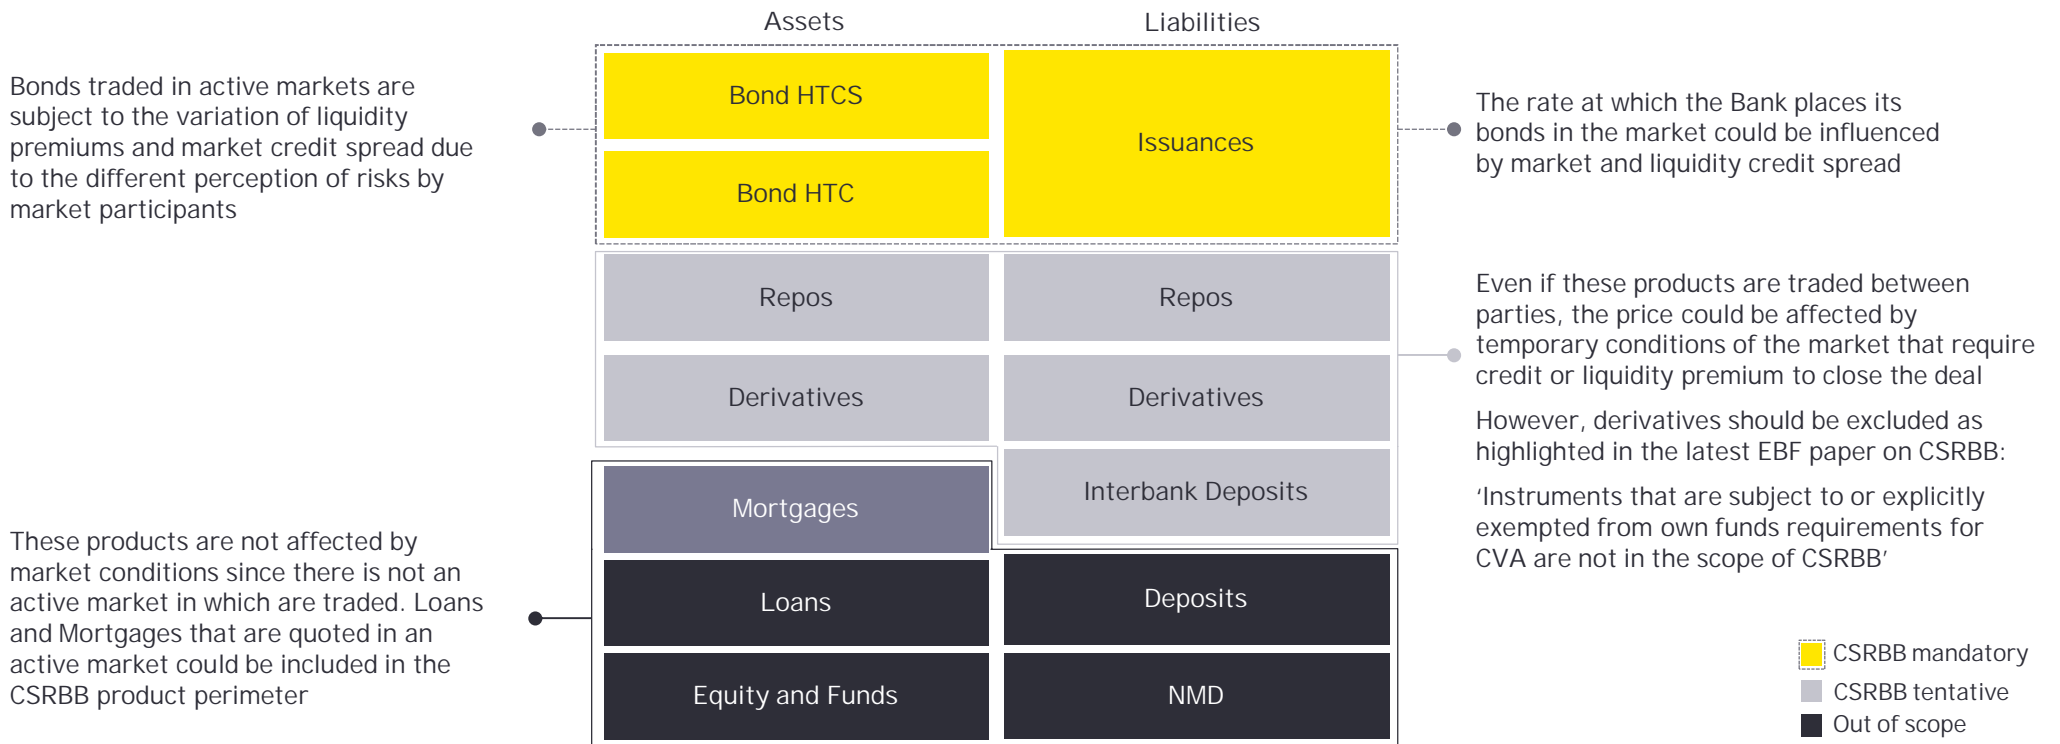 Assets
Liabilities
Bonds traded in active markets are
subject to the variation of liquidity
premiums and market credit spread due
to the different perception of risks by
market participants
Bond HTCS
Bond HTC
Issuances
The rate at which the Bank places its
bonds in the market could be influenced
by market and liquidity credit spread
Repos
Repos
Derivatives
Derivatives
Interbank Deposits
Even if these products are traded between
parties, the price could be affected by
temporary conditions of the market that require
credit or liquidity premium to close the deal
However, derivatives should be excluded as
highlighted in the latest EBF paper on CSRBB:
‘Instruments that are subject to or explicitly
exempted from own funds requirements for
CVA are not in the scope of CSRBB’
These products are not affected by
market conditions since there is not an
active market in which are traded. Loans
and Mortgages that are quoted in an
active market could be included in the
CSRBB product perimeter
Mortgages
Loans
Deposits
Equity and Funds
NMD
CSRBB mandatory
CSRBB tentative
Out of scope